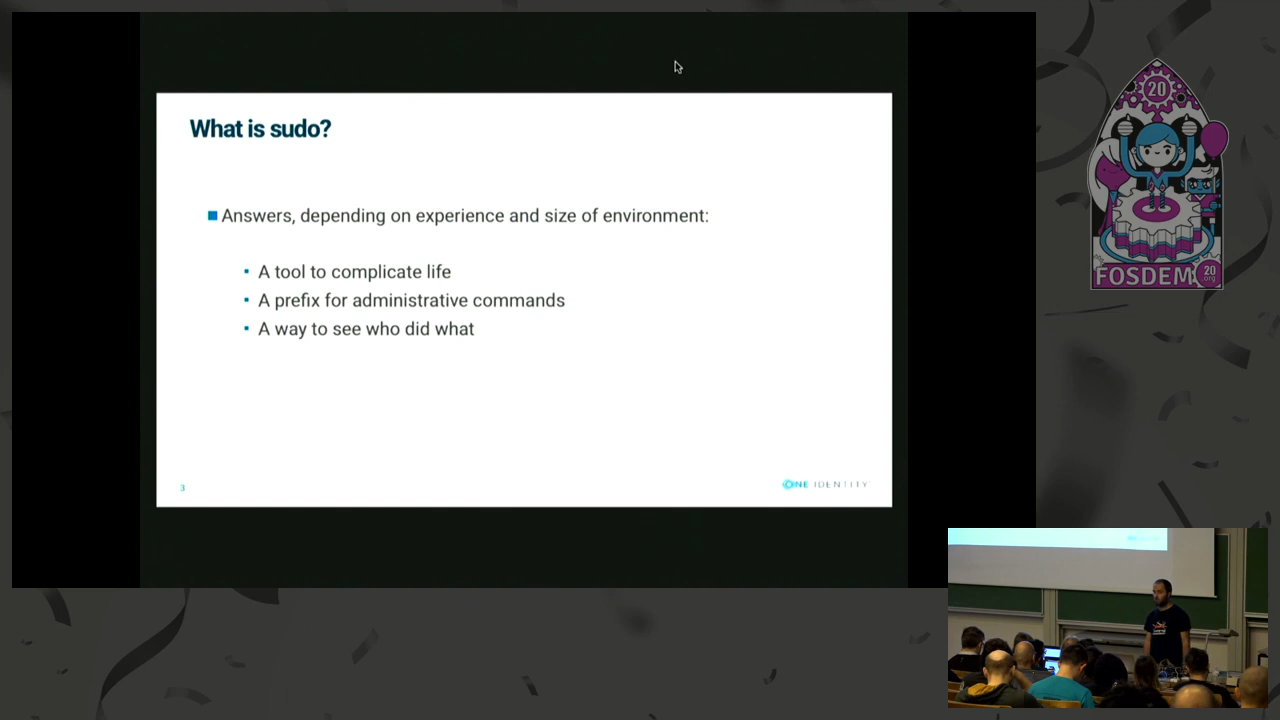 What is sudo?
Answers, depending on experience and size of environment:
A tool to complicate life
A prefix for administrative commands
A way to see who did what
3
ONE IDENTITY
20
FOSDEM
20
.org